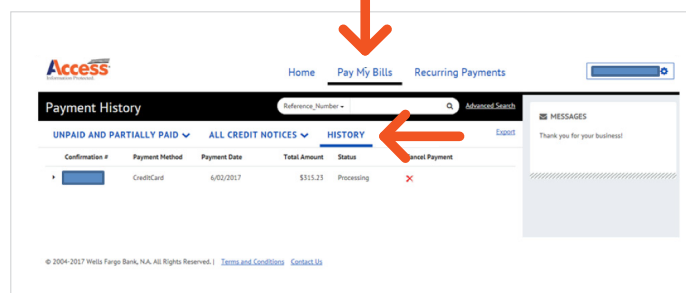 Access
Information Protected.
Home Pay My Bills Recurring Payments
Payment History
Reference_Number
Advanced Search
UNPAID AND PARTIALLY PAID ALL CREDIT NOTICES HISTORY
Export
Confirmation # Payment Method Payment Date Total Amount Status Cancel Payment
CreditCard 6/02/2017 $315.23 Processing
MESSAGES
Thank you for your business!
© 2004-2017 Wells Fargo Bank, N.A. All Rights Reserved. | Terms and Conditions Contact Us